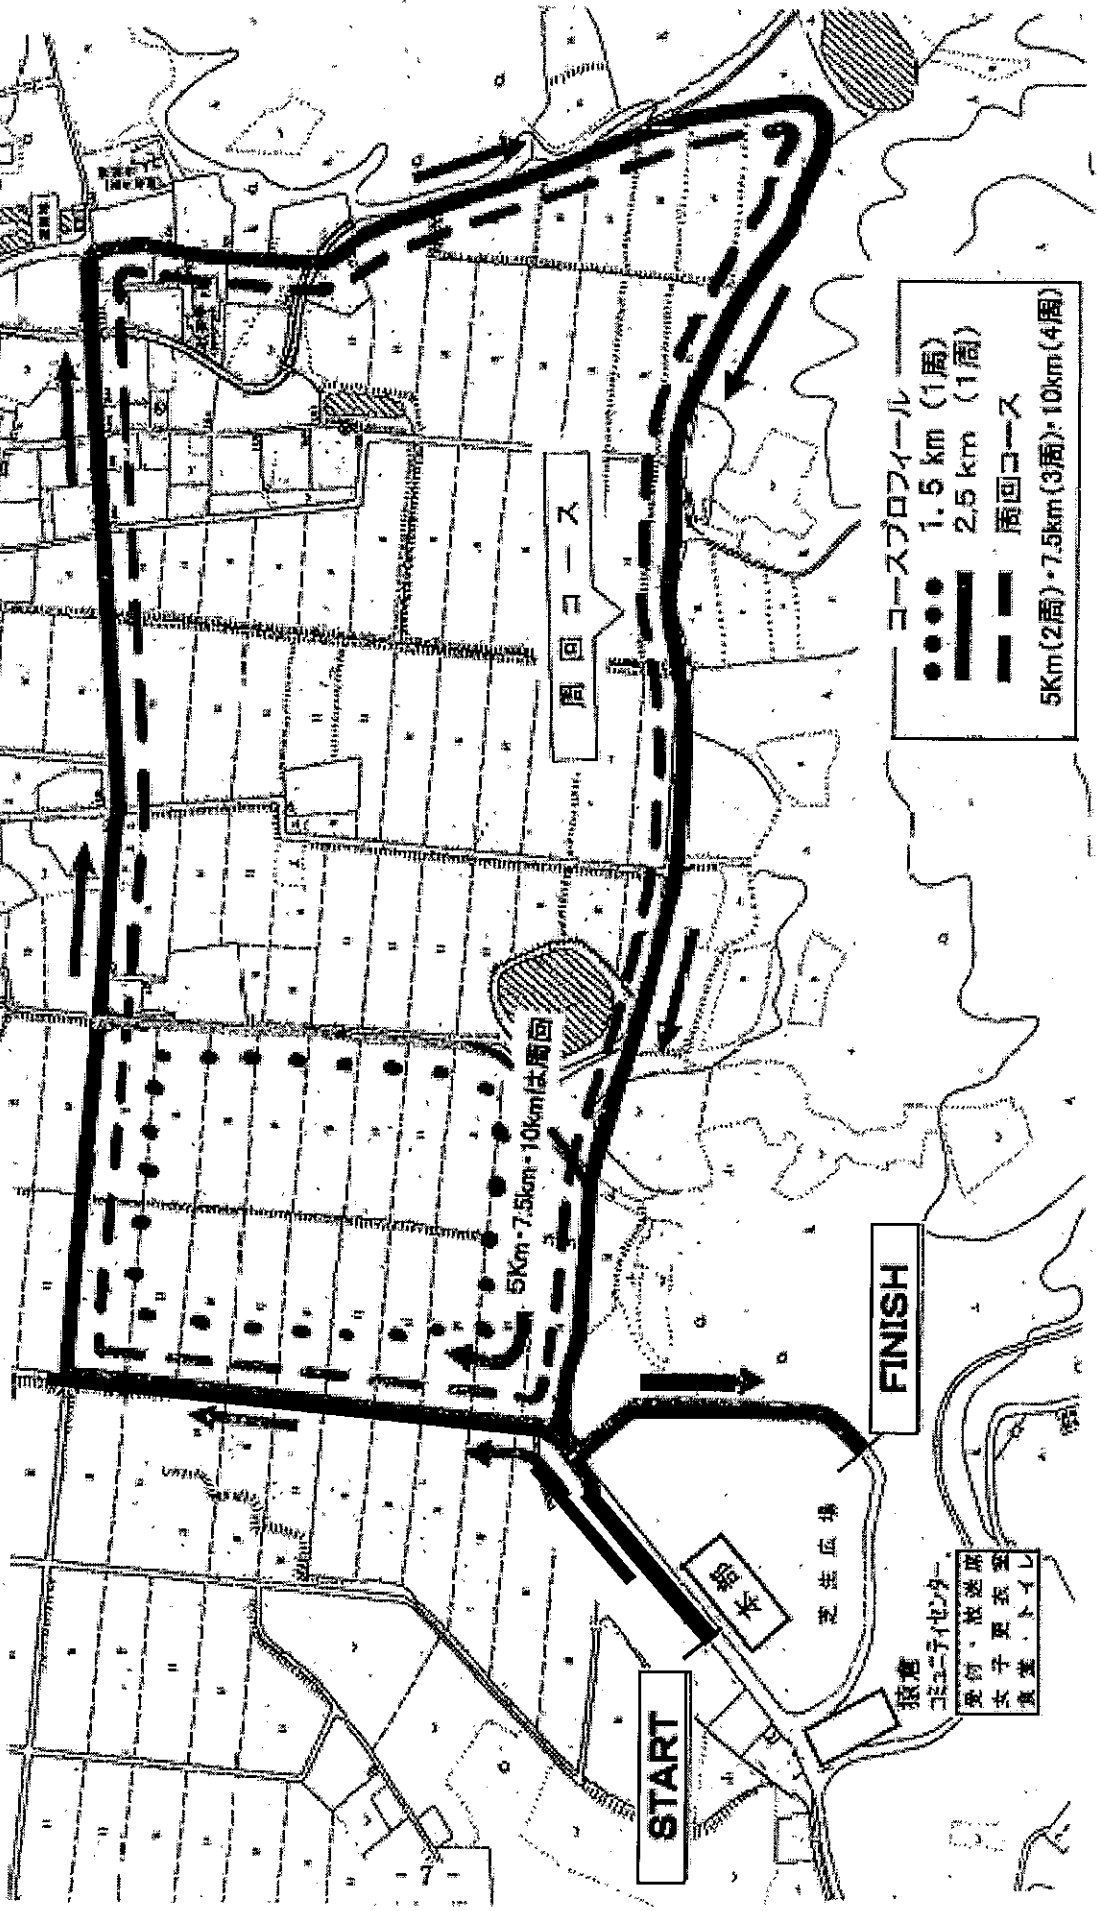 コースプロフィール
1.5 km (1周)
2.5 km (1周)
周回コース
5Km(2周)・7.5km(3周)・10km(4周)
周回コース
5Km・7.5km・10kmは周回
START
FINISH
本部
芝生広場
コミュニティセンター
受付・放送席
女子更衣室
食堂・トイレ